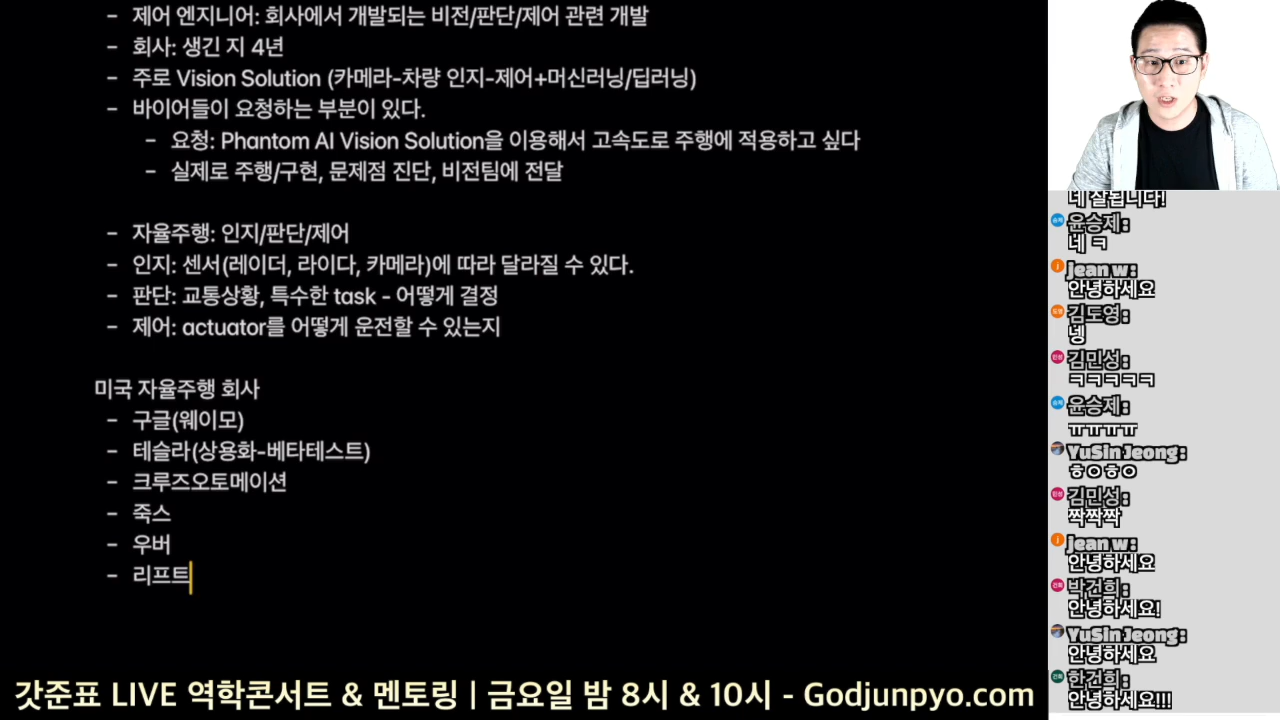 - 제어 엔지니어: 회사에서 개발되는 비전/판단/제어 관련 개발
- 회사: 생긴 지 4년
- 주로 Vision Solution (카메라-차량 인지-제어+머신러닝/딥러닝)
- 바이어들이 요청하는 부분이 있다.
- 요청: Phantom AI Vision Solution을 이용해서 고속도로 주행에 적용하고 싶다
- 실제로 주행/구현, 문제점 진단, 비전팀에 전달
- 자율주행: 인지/판단/제어
- 인지: 센서(레이더, 라이다, 카메라)에 따라 달라질 수 있다.
- 판단: 교통상황, 특수한 task - 어떻게 결정
- 제어: actuator를 어떻게 운전할 수 있는지
미국 자율주행 회사
- 구글(웨이모)
- 테슬라(상용화-베타테스트)
- 크루즈오토메이션
- 죽스
- 우버
- 리프트
갓준표 LIVE 역학콘서트 & 멘토링 | 금요일 밤 8시 & 10시 - Godjunpyo.com
네 잘됩니다!
윤승제:
네 ㅋ
jean w:
안녕하세요
김도영:
넹
김민성:
ㅋㅋㅋㅋㅋ
윤승제:
ㅠㅠㅠㅠ
YuSin Jeong:
ㅎㅇㅎㅇ
김민성:
짝짝짝
jean w:
안녕하세요
박건희:
안녕하세요!
YuSin Jeong:
안녕하세요
한건희:
안녕하세요!!!